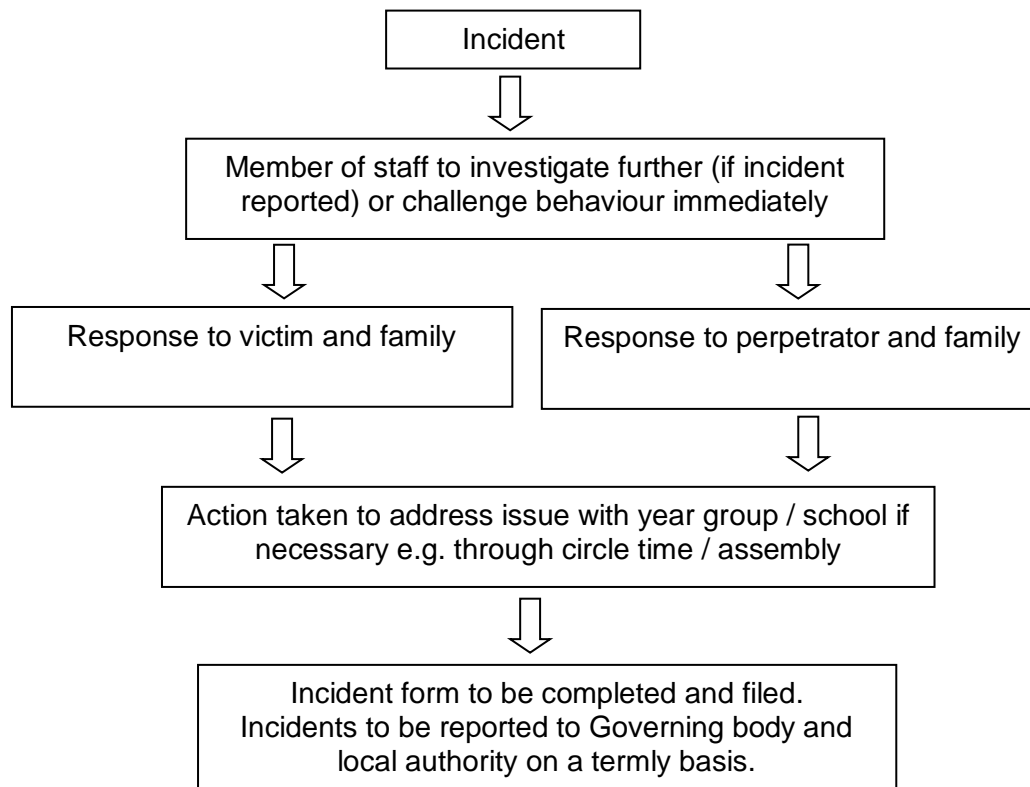 Incident
Member of staff to investigate further (if incident
reported) or challenge behaviour immediately
Response to victim and family
Response to perpetrator and family
Action taken to address issue with year group / school if
necessary e.g. through circle time / assembly
Incident form to be completed and filed.
Incidents to be reported to Governing body and
local authority on a termly basis.